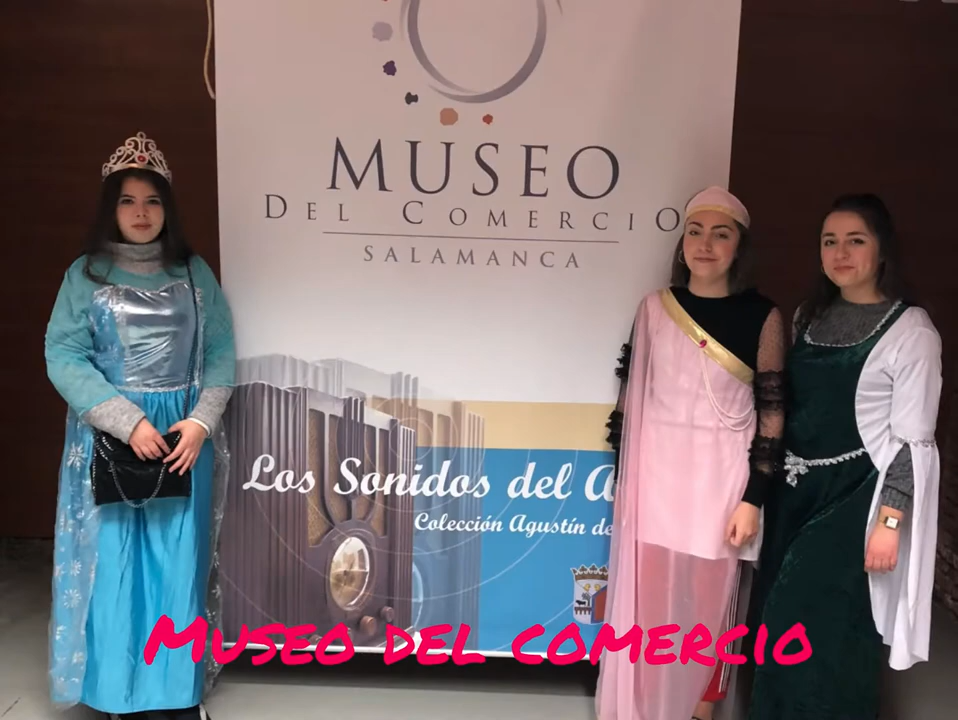 MUSEO
DEL COMERCIO
SALAMANCA
Los Sonidos del
Colección Agustín de
Museo del comercio